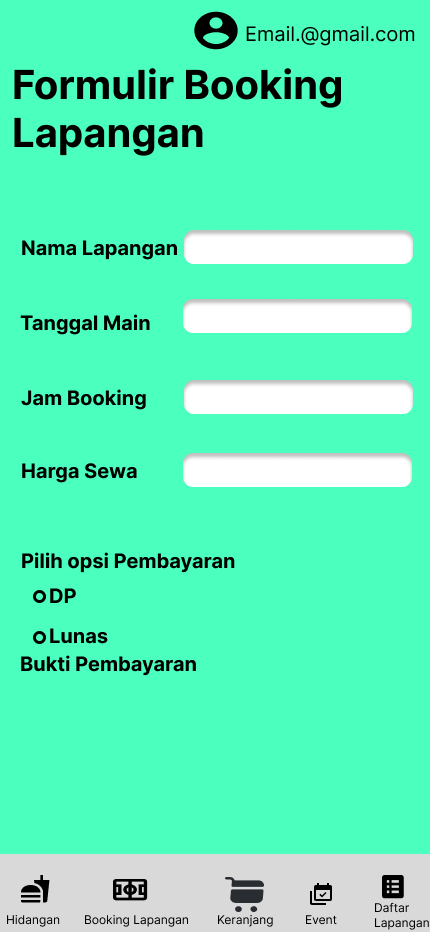 Email.@gmail.com
Formulir Booking
Lapangan
Nama Lapangan
Tanggal Main
Jam Booking
Harga Sewa
Pilih opsi Pembayaran
DP
Lunas
Bukti Pembayaran
Hidangan
Booking Lapangan
Keranjang
Event
Daftar
Lapangan